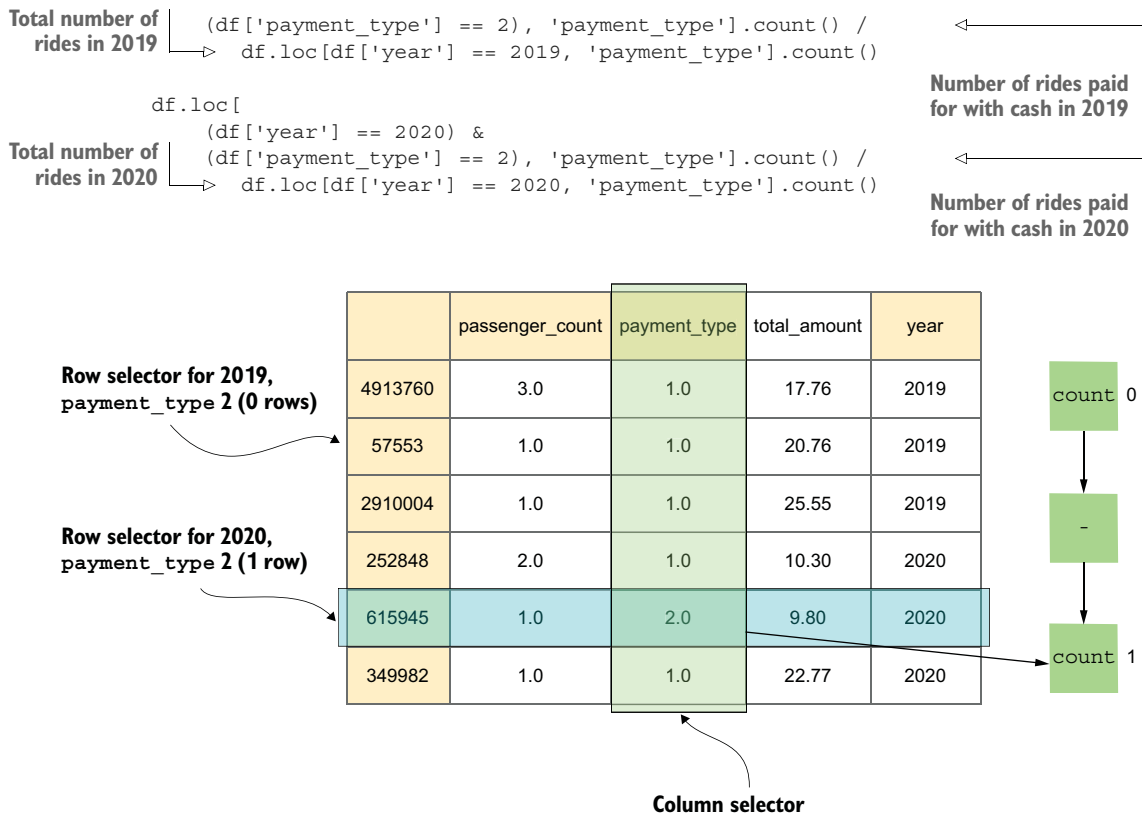 Total number of
rides in 2019
(df['payment_type'] == 2), 'payment_type'].count() /
df.loc[df['year'] == 2019, 'payment_type'].count()
Number of rides paid
for with cash in 2019
df.loc[
(df['year'] == 2020) &
Total number of
rides in 2020
(df['payment_type'] == 2), 'payment_type'].count() /
df.loc[df['year'] == 2020, 'payment_type'].count()
Number of rides paid
for with cash in 2020
passenger_count payment_type total_amount year
Row selector for 2019,
payment_type 2 (0 rows)
4913760 3.0 1.0 17.76 2019
57553 1.0 1.0 20.76 2019
2910004 1.0 1.0 25.55 2019
Row selector for 2020,
payment_type 2 (1 row)
252848 2.0 1.0 10.30 2020
615945 1.0 2.0 9.80 2020
349982 1.0 1.0 22.77 2020
count 0
-
count 1
Column selector